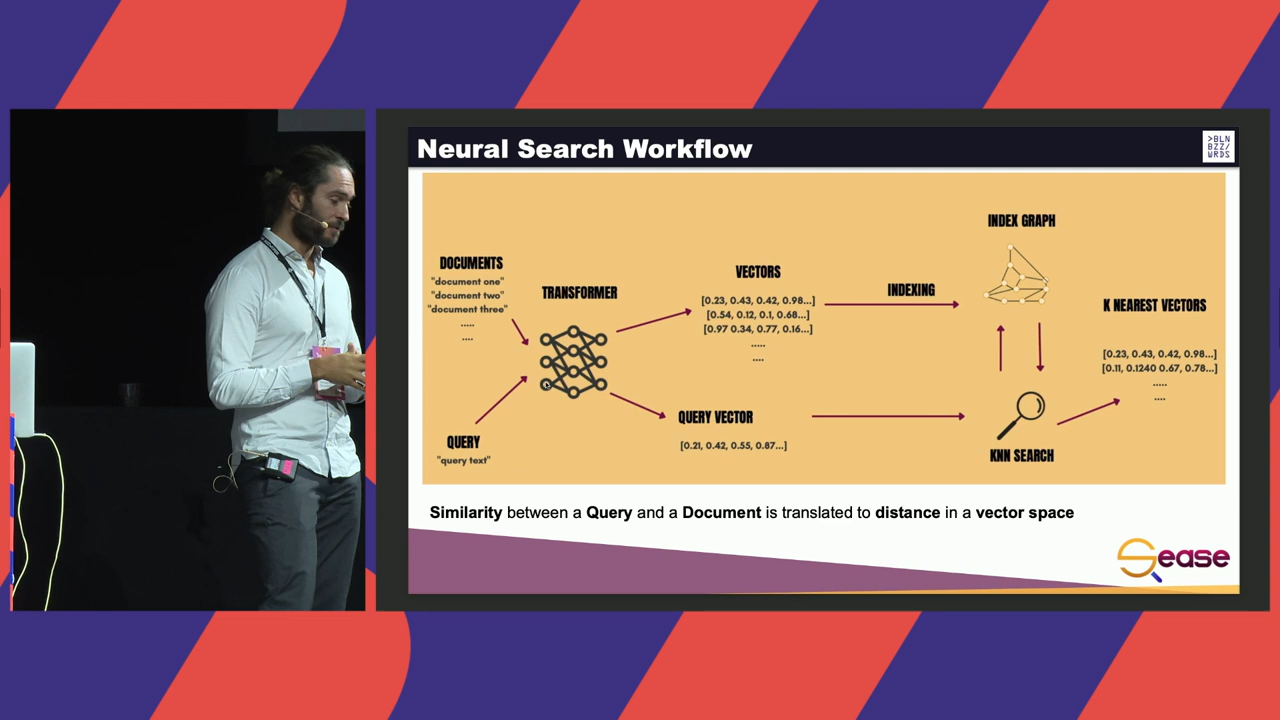 Neural Search Workflow
>BLN
BZZ/
WRDS
DOCUMENTS
"document one"
"document two"
"document three"
.....
....
TRANSFORMER
QUERY
"query text"
VECTORS
[0.23, 0.43, 0.42, 0.98...]
[0.54, 0.12, 0.1, 0.68...]
[0.97 0.34, 0.77, 0.16...]
.....
....
QUERY VECTOR
[0.21, 0.42, 0.55, 0.87...]
INDEXING
INDEX GRAPH
KNN SEARCH
K NEAREST VECTORS
[0.23, 0.43, 0.42, 0.98...]
[0.11, 0.1240 0.67, 0.78...]
.....
....
Similarity between a Query and a Document is translated to distance in a vector space
Sease